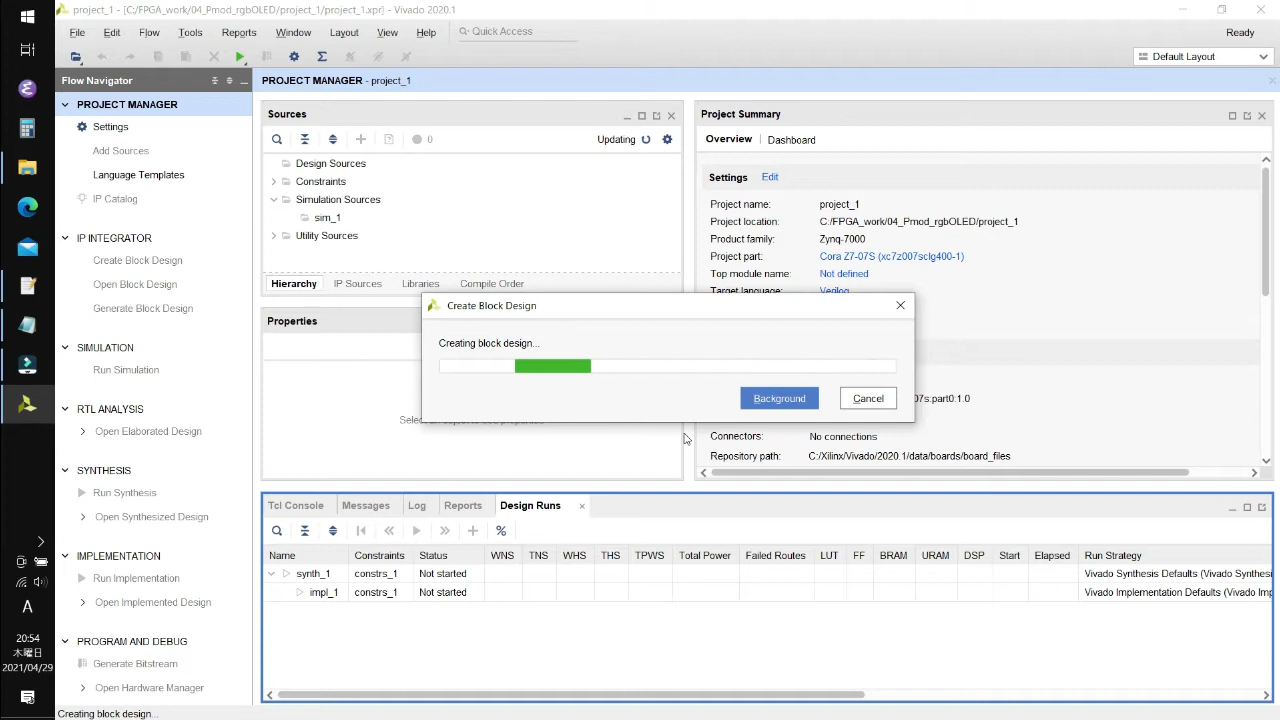 project_1 - [C:/FPGA_work/04_Pmod_rgbOLED/project_1/project_1.xpr] - Vivado 2020.1
File Edit Flow Tools Reports Window Layout View Help Quick Access Ready
Default Layout
Flow Navigator
PROJECT MANAGER
Settings
Add Sources
Language Templates
IP Catalog
IP INTEGRATOR
Create Block Design
Open Block Design
Generate Block Design
SIMULATION
Run Simulation
RTL ANALYSIS
Open Elaborated Design
SYNTHESIS
Run Synthesis
Open Synthesized Design
IMPLEMENTATION
Run Implementation
Open Implemented Design
PROGRAM AND DEBUG
Generate Bitstream
Open Hardware Manager
PROJECT MANAGER - project_1
Sources
0 Updating
Design Sources
Constraints
Simulation Sources
sim_1
Utility Sources
Hierarchy IP Sources Libraries Compile Order
Properties
Project Summary
Overview Dashboard
Settings Edit
Project name: project_1
Project location: C:/FPGA_work/04_Pmod_rgbOLED/project_1
Product family: Zynq-7000
Project part: Cora Z7-07S (xc7z007sclg400-1)
Top module name: Not defined
Target language: Verilog
07s:part0:1.0
Connectors: No connections
Repository path: C:/Xilinx/Vivado/2020.1/data/boards/board_files
Create Block Design
Creating block design...
Background Cancel
Tcl Console Messages Log Reports Design Runs
Name Constraints Status WNS TNS WHS THS TPWS Total Power Failed Routes LUT FF BRAM URAM DSP Start Elapsed Run Strategy
synth_1 constrs_1 Not started Vivado Synthesis Defaults (Vivado Synthesis
impl_1 constrs_1 Not started Vivado Implementation Defaults (Vivado Imp
A
20:54
木曜日
2021/04/29
Creating block design...